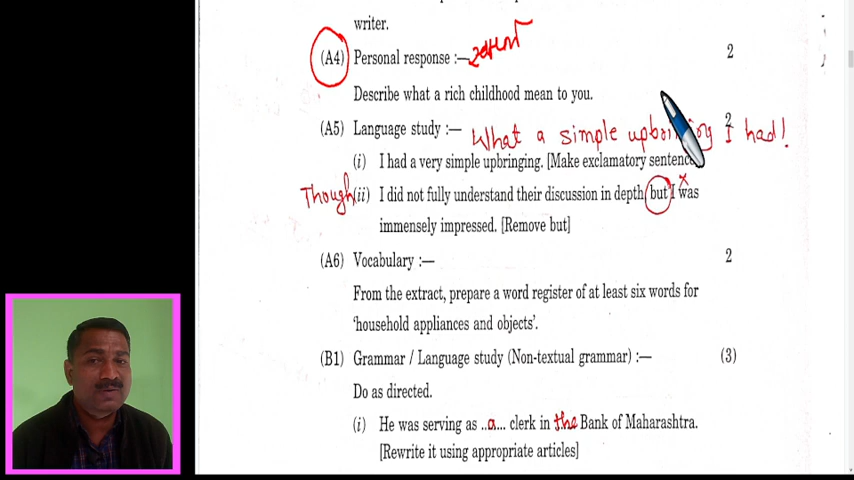 writer.
(A4) Personal response :—
2
Describe what a rich childhood mean to you.
(A5) Language study :—
2
What a simple upbringing I had!
(i) I had a very simple upbringing. [Make exclamatory sentence
Though (ii) I did not fully understand their discussion in depth, but I was
immensely impressed. [Remove but]
(A6) Vocabulary :—
2
From the extract, prepare a word register of at least six words for
'household appliances and objects'.
(B1) Grammar / Language study (Non-textual grammar) :—
(3)
Do as directed.
(i) He was serving as ..a... clerk in the Bank of Maharashtra.
[Rewrite it using appropriate articles]